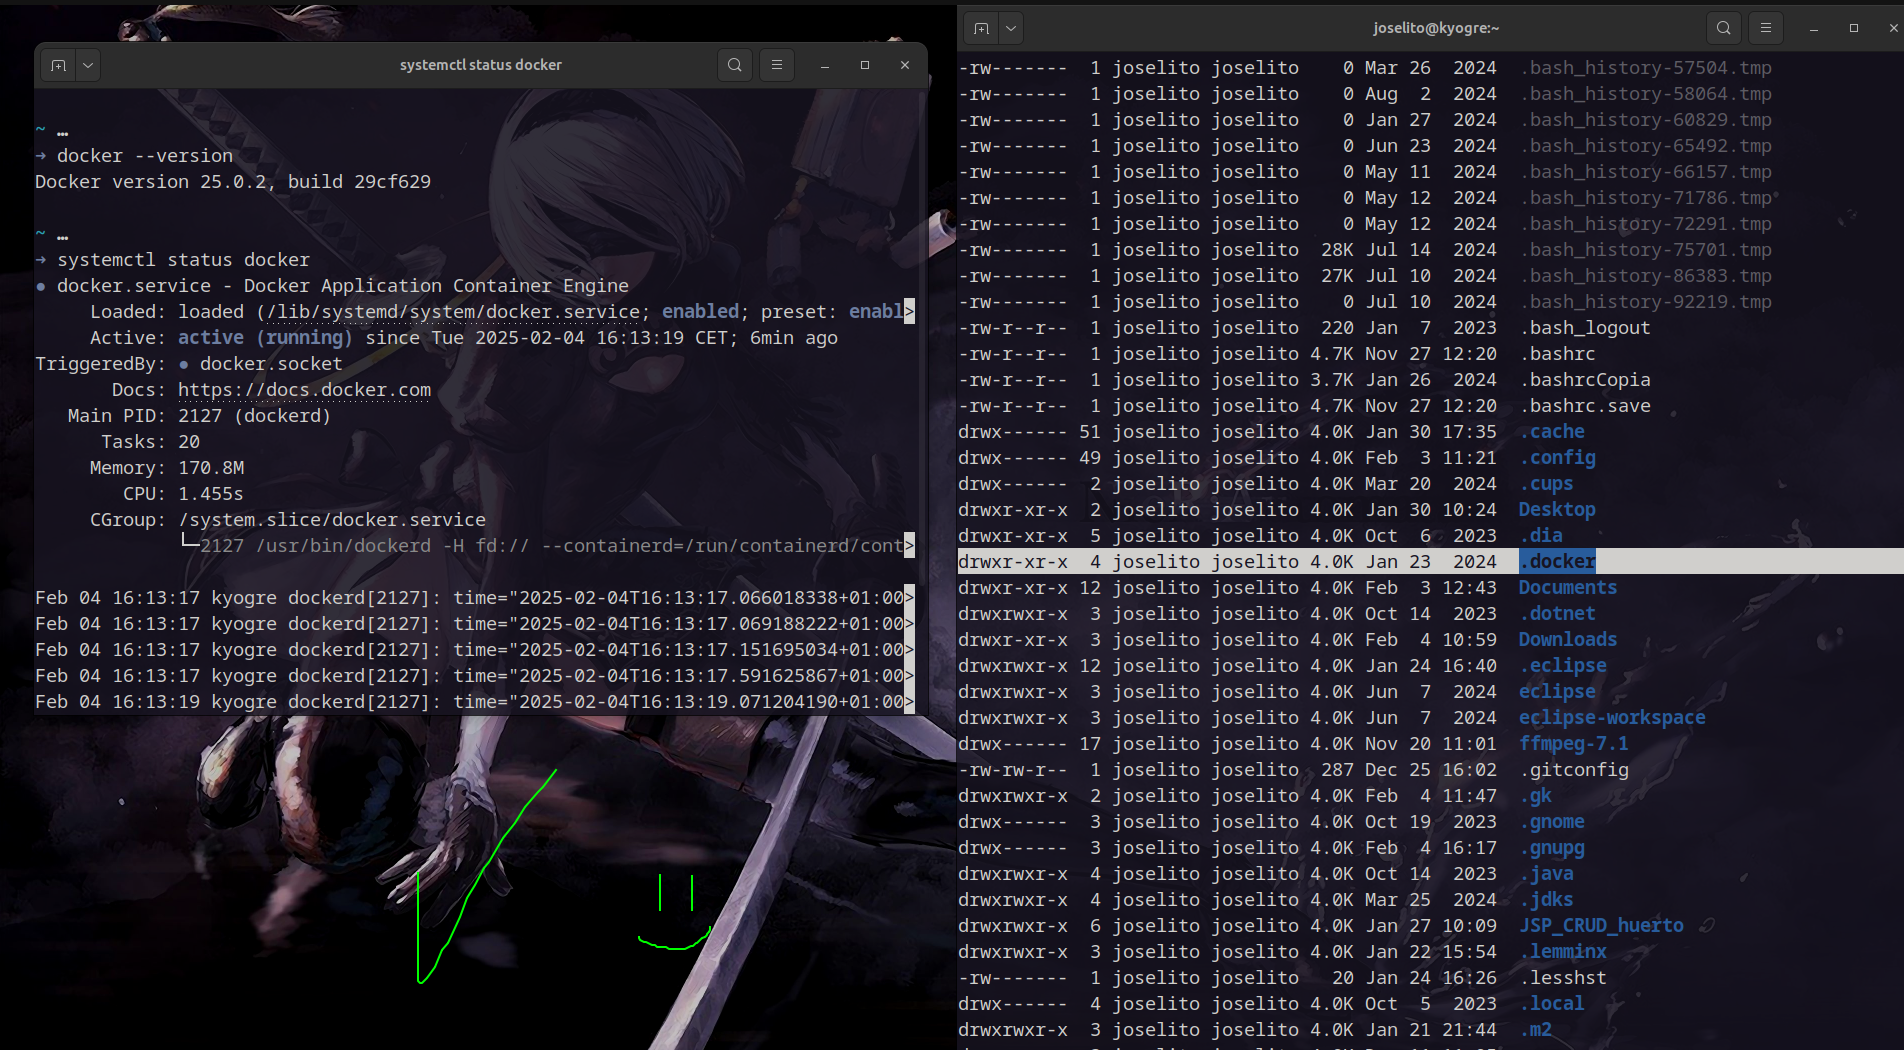 systemctl status docker
~ …
→ docker --version
Docker version 25.0.2, build 29cf629
~ …
→ systemctl status docker
● docker.service - Docker Application Container Engine
Loaded: loaded (/lib/systemd/system/docker.service; enabled; preset: enabl>
Active: active (running) since Tue 2025-02-04 16:13:19 CET; 6min ago
TriggeredBy: ● docker.socket
Docs: https://docs.docker.com
Main PID: 2127 (dockerd)
Tasks: 20
Memory: 170.8M
CPU: 1.455s
CGroup: /system.slice/docker.service
└─2127 /usr/bin/dockerd -H fd:// --containerd=/run/containerd/cont>
Feb 04 16:13:17 kyogre dockerd[2127]: time="2025-02-04T16:13:17.066018338+01:00>
Feb 04 16:13:17 kyogre dockerd[2127]: time="2025-02-04T16:13:17.069188222+01:00>
Feb 04 16:13:17 kyogre dockerd[2127]: time="2025-02-04T16:13:17.151695034+01:00>
Feb 04 16:13:17 kyogre dockerd[2127]: time="2025-02-04T16:13:17.591625867+01:00>
Feb 04 16:13:19 kyogre dockerd[2127]: time="2025-02-04T16:13:19.071204190+01:00>
joselito@kyogre:~
-rw------- 1 joselito joselito 0 Mar 26 2024 .bash_history-57504.tmp
-rw------- 1 joselito joselito 0 Aug 2 2024 .bash_history-58064.tmp
-rw------- 1 joselito joselito 0 Jan 27 2024 .bash_history-60829.tmp
-rw------- 1 joselito joselito 0 Jun 23 2024 .bash_history-65492.tmp
-rw------- 1 joselito joselito 0 May 11 2024 .bash_history-66157.tmp
-rw------- 1 joselito joselito 0 May 12 2024 .bash_history-71786.tmp
-rw------- 1 joselito joselito 0 May 12 2024 .bash_history-72291.tmp
-rw------- 1 joselito joselito 28K Jul 14 2024 .bash_history-75701.tmp
-rw------- 1 joselito joselito 27K Jul 10 2024 .bash_history-86383.tmp
-rw------- 1 joselito joselito 0 Jul 10 2024 .bash_history-92219.tmp
-rw-r--r-- 1 joselito joselito 220 Jan 7 2023 .bash_logout
-rw-r--r-- 1 joselito joselito 4.7K Nov 27 12:20 .bashrc
-rw-r--r-- 1 joselito joselito 3.7K Jan 26 2024 .bashrcCopia
-rw-r--r-- 1 joselito joselito 4.7K Nov 27 12:20 .bashrc.save
drwx------ 51 joselito joselito 4.0K Jan 30 17:35 .cache
drwx------ 49 joselito joselito 4.0K Feb 3 11:21 .config
drwx------ 2 joselito joselito 4.0K Mar 20 2024 .cups
drwxr-xr-x 2 joselito joselito 4.0K Jan 30 10:24 Desktop
drwxr-xr-x 5 joselito joselito 4.0K Oct 6 2023 .dia
drwxr-xr-x 4 joselito joselito 4.0K Jan 23 2024 .docker
drwxr-xr-x 12 joselito joselito 4.0K Feb 3 12:43 Documents
drwxrwxr-x 3 joselito joselito 4.0K Oct 14 2023 .dotnet
drwxr-xr-x 3 joselito joselito 4.0K Feb 4 10:59 Downloads
drwxrwxr-x 12 joselito joselito 4.0K Jan 24 16:40 .eclipse
drwxrwxr-x 3 joselito joselito 4.0K Jun 7 2024 eclipse
drwxrwxr-x 3 joselito joselito 4.0K Jun 7 2024 eclipse-workspace
drwx------ 17 joselito joselito 4.0K Nov 20 11:01 ffmpeg-7.1
-rw-rw-r-- 1 joselito joselito 287 Dec 25 16:02 .gitconfig
drwxrwxr-x 2 joselito joselito 4.0K Feb 4 11:47 .gk
drwx------ 3 joselito joselito 4.0K Oct 19 2023 .gnome
drwx------ 3 joselito joselito 4.0K Feb 4 16:17 .gnupg
drwxrwxr-x 4 joselito joselito 4.0K Oct 14 2023 .java
drwxrwxr-x 4 joselito joselito 4.0K Mar 25 2024 .jdks
drwxrwxr-x 6 joselito joselito 4.0K Jan 27 10:09 JSP_CRUD_huerto
drwxrwxr-x 3 joselito joselito 4.0K Jan 22 15:54 .lemminx
-rw------- 1 joselito joselito 20 Jan 24 16:26 .lesshst
drwx------ 4 joselito joselito 4.0K Oct 5 2023 .local
drwxrwxr-x 3 joselito joselito 4.0K Jan 21 21:44 .m2